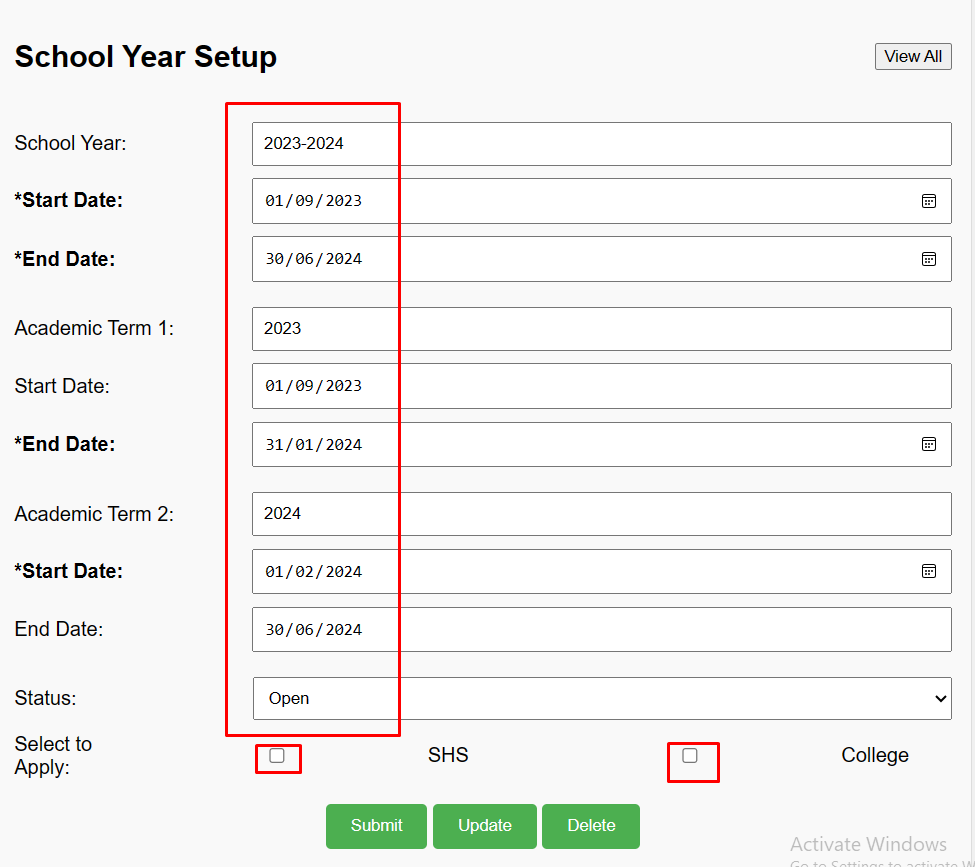 School Year Setup
View All
School Year: 2023-2024
*Start Date: 01/09/2023
*End Date: 30/06/2024
Academic Term 1: 2023
Start Date: 01/09/2023
*End Date: 31/01/2024
Academic Term 2: 2024
*Start Date: 01/02/2024
End Date: 30/06/2024
Status: Open
Select to
Apply:
SHS College
Submit Update Delete
Activate Windows
Go to Settings to activate W